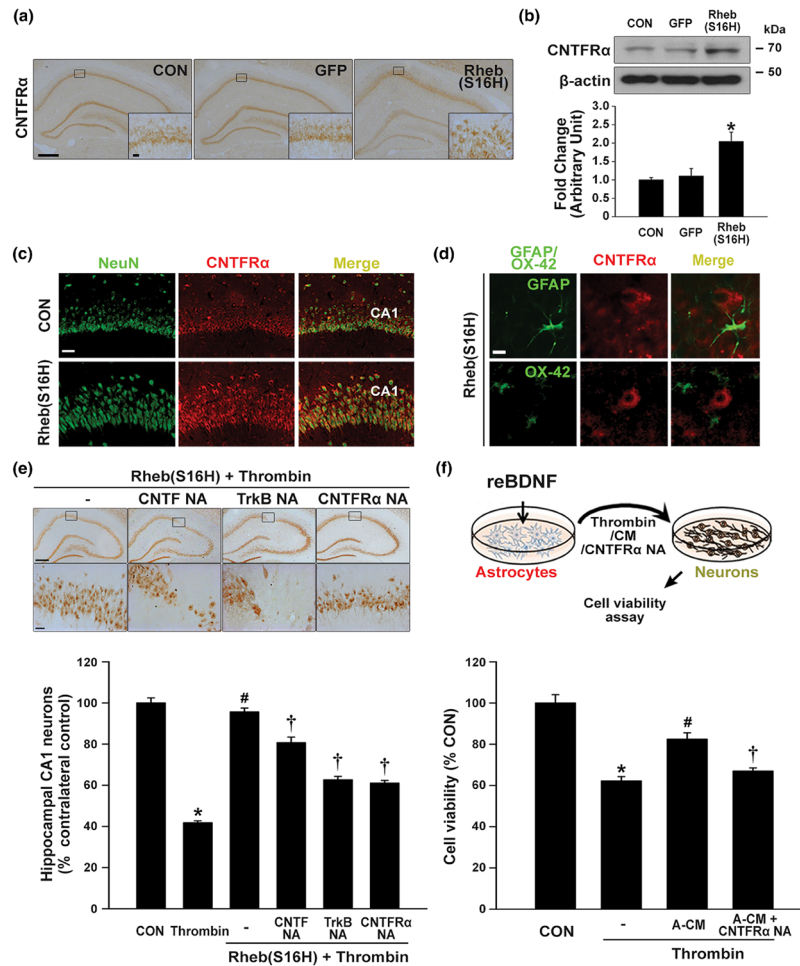 (a)
CNTFRα
CON
GFP
Rheb
(S16H)
(b)
CON
GFP
Rheb
(S16H)
kDa
CNTFRα
70
50
β-actin
Fold Change
(Arbitrary Unit)
3.0
2.5
2.0
1.5
1.0
0.5
0.0
*
CON
GFP
Rheb
(S16H)
(c)
NeuN
CNTFRα
Merge
CON
CA1
Rheb(S16H)
CA1
(d)
GFAP/
OX-42
CNTFRα
Merge
Rheb(S16H)
GFAP
OX-42
(e)
Rheb(S16H) + Thrombin
-
CNTF NA
TrkB NA
CNTFRα NA
Hippocampal CA1 neurons
(% contralateral control)
120
100
80
60
40
20
0
*
#
†
†
†
CON
Thrombin
-
CNTF
NA
TrkB
NA
CNTFRα
NA
Rheb(S16H) + Thrombin
(f)
reBDNF
Thrombin
/CM
/CNTFRα NA
Astrocytes
Neurons
Cell viability
assay
Cell viability (% CON)
120
100
80
60
40
20
0
*
#
†
CON
-
A-CM
A-CM +
CNTFRα NA
Thrombin